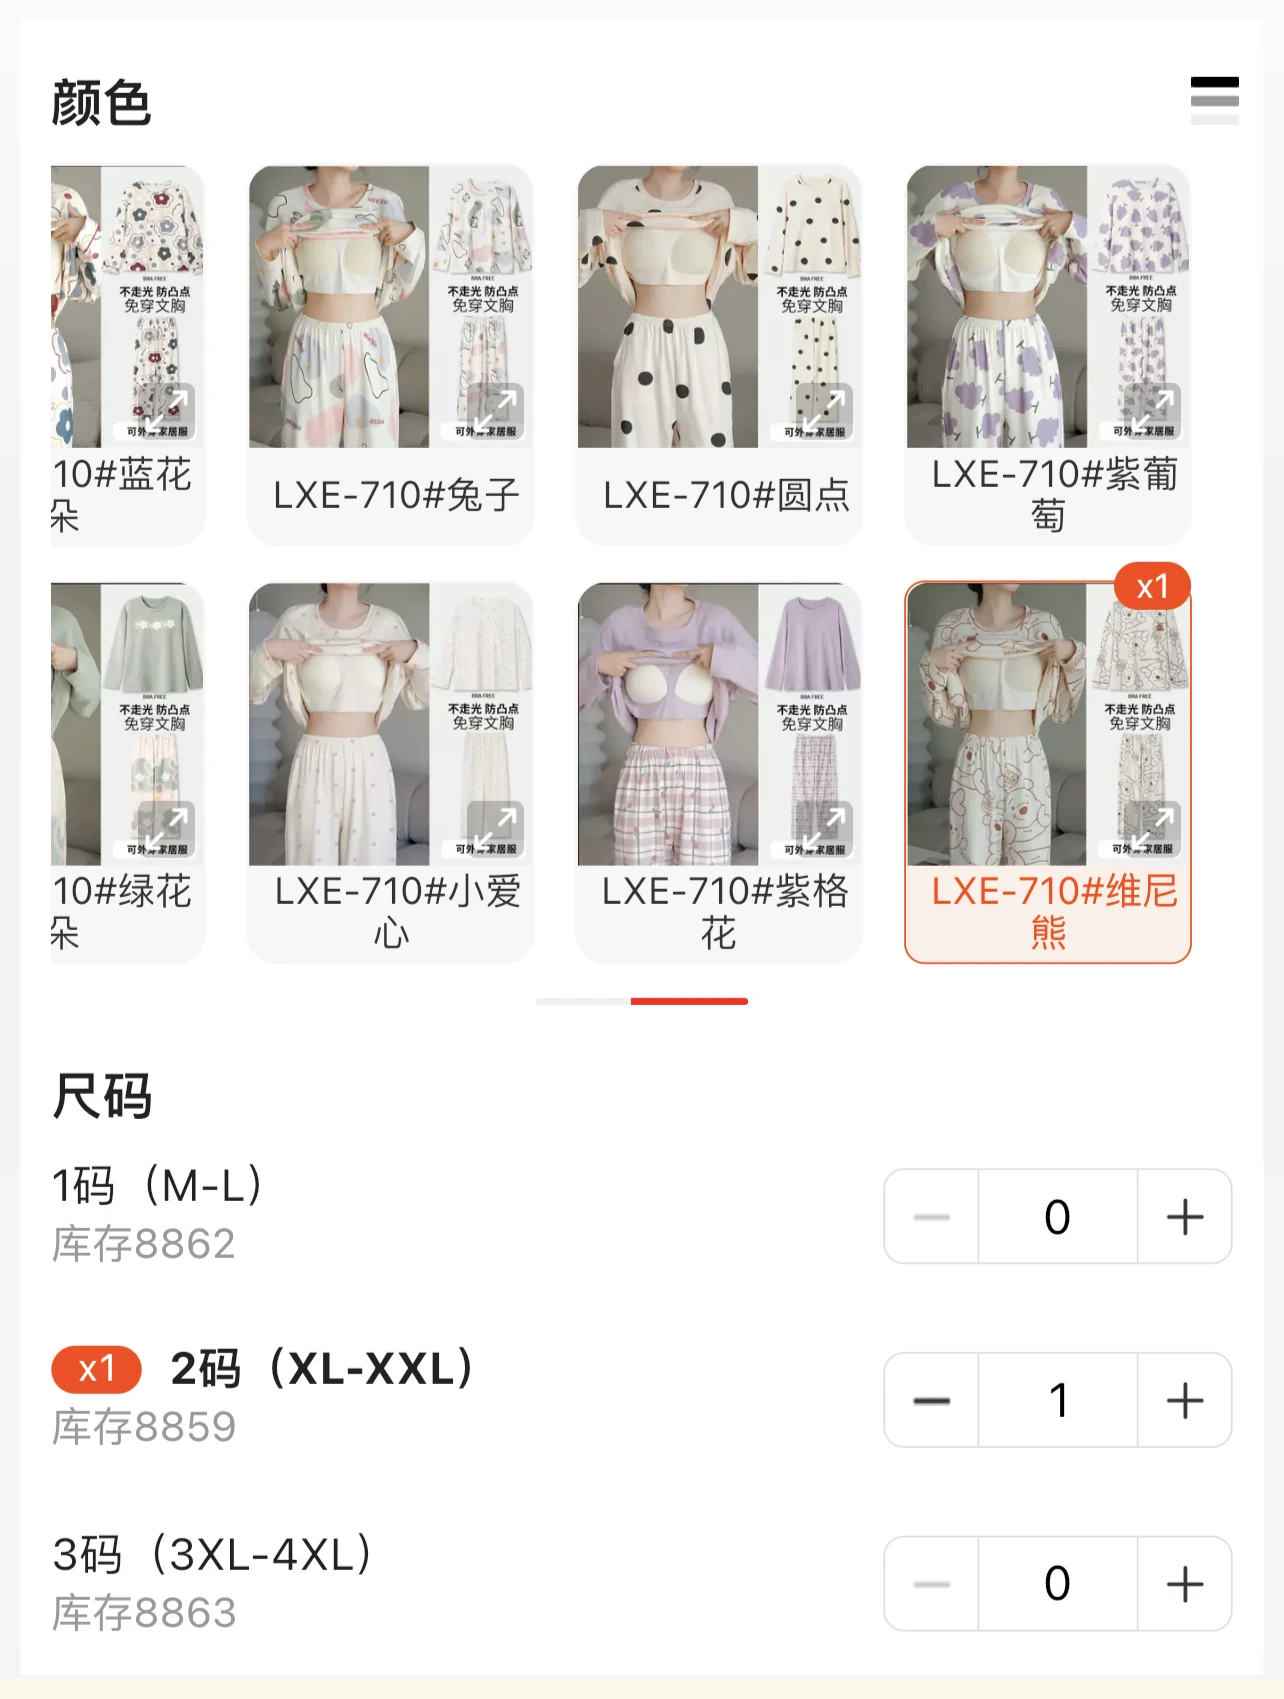 颜色
BRA FREE
不走光 防凸点
免穿文胸
可外穿家居服
10#蓝花
朵
BRA FREE
不走光 防凸点
免穿文胸
可外穿家居服
LXE-710#兔子
BRA FREE
不走光 防凸点
免穿文胸
可外穿家居服
LXE-710#圆点
BRA FREE
不走光 防凸点
免穿文胸
可外穿家居服
LXE-710#紫葡
萄
BRA FREE
不走光 防凸点
免穿文胸
可外穿家居服
10#绿花
朵
BRA FREE
不走光 防凸点
免穿文胸
可外穿家居服
LXE-710#小爱
心
BRA FREE
不走光 防凸点
免穿文胸
可外穿家居服
LXE-710#紫格
花
x1
BRA FREE
不走光 防凸点
免穿文胸
可外穿家居服
LXE-710#维尼
熊
尺码
1码（M-L）
库存8862
0
x1 2码（XL-XXL）
库存8859
1
3码（3XL-4XL）
库存8863
0